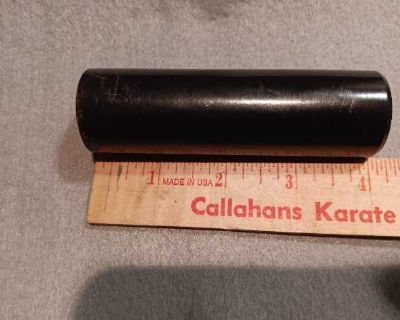 1 MADE IN USA 2 3 4
Callahans Karate